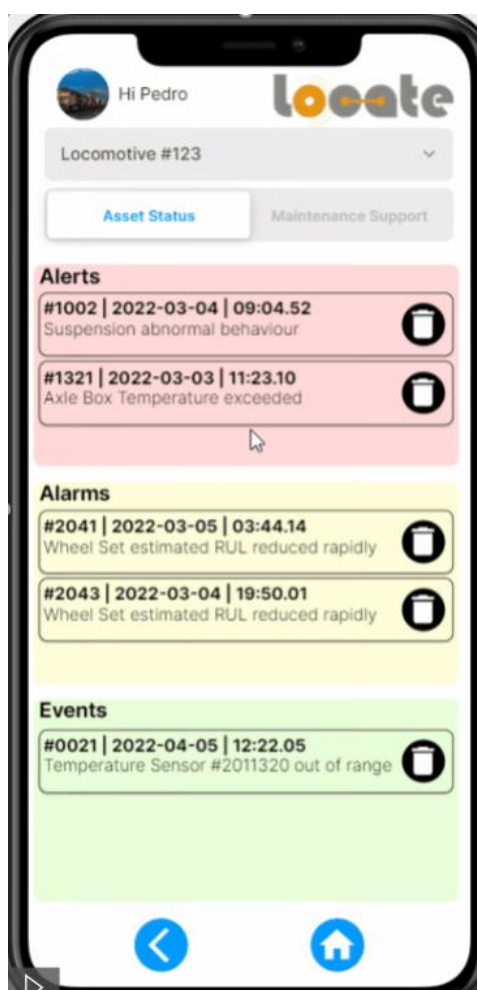 Hi Pedro
Locate
Locomotive #123
Asset Status
Maintenance Support
Alerts
#1002 | 2022-03-04 | 09:04.52
Suspension abnormal behaviour
#1321 | 2022-03-03 | 11:23.10
Axle Box Temperature exceeded
Alarms
#2041 | 2022-03-05 | 03:44.14
Wheel Set estimated RUL reduced rapidly
#2043 | 2022-03-04 | 19:50.01
Wheel Set estimated RUL reduced rapidly
Events
#0021 | 2022-04-05 | 12:22.05
Temperature Sensor #2011320 out of range